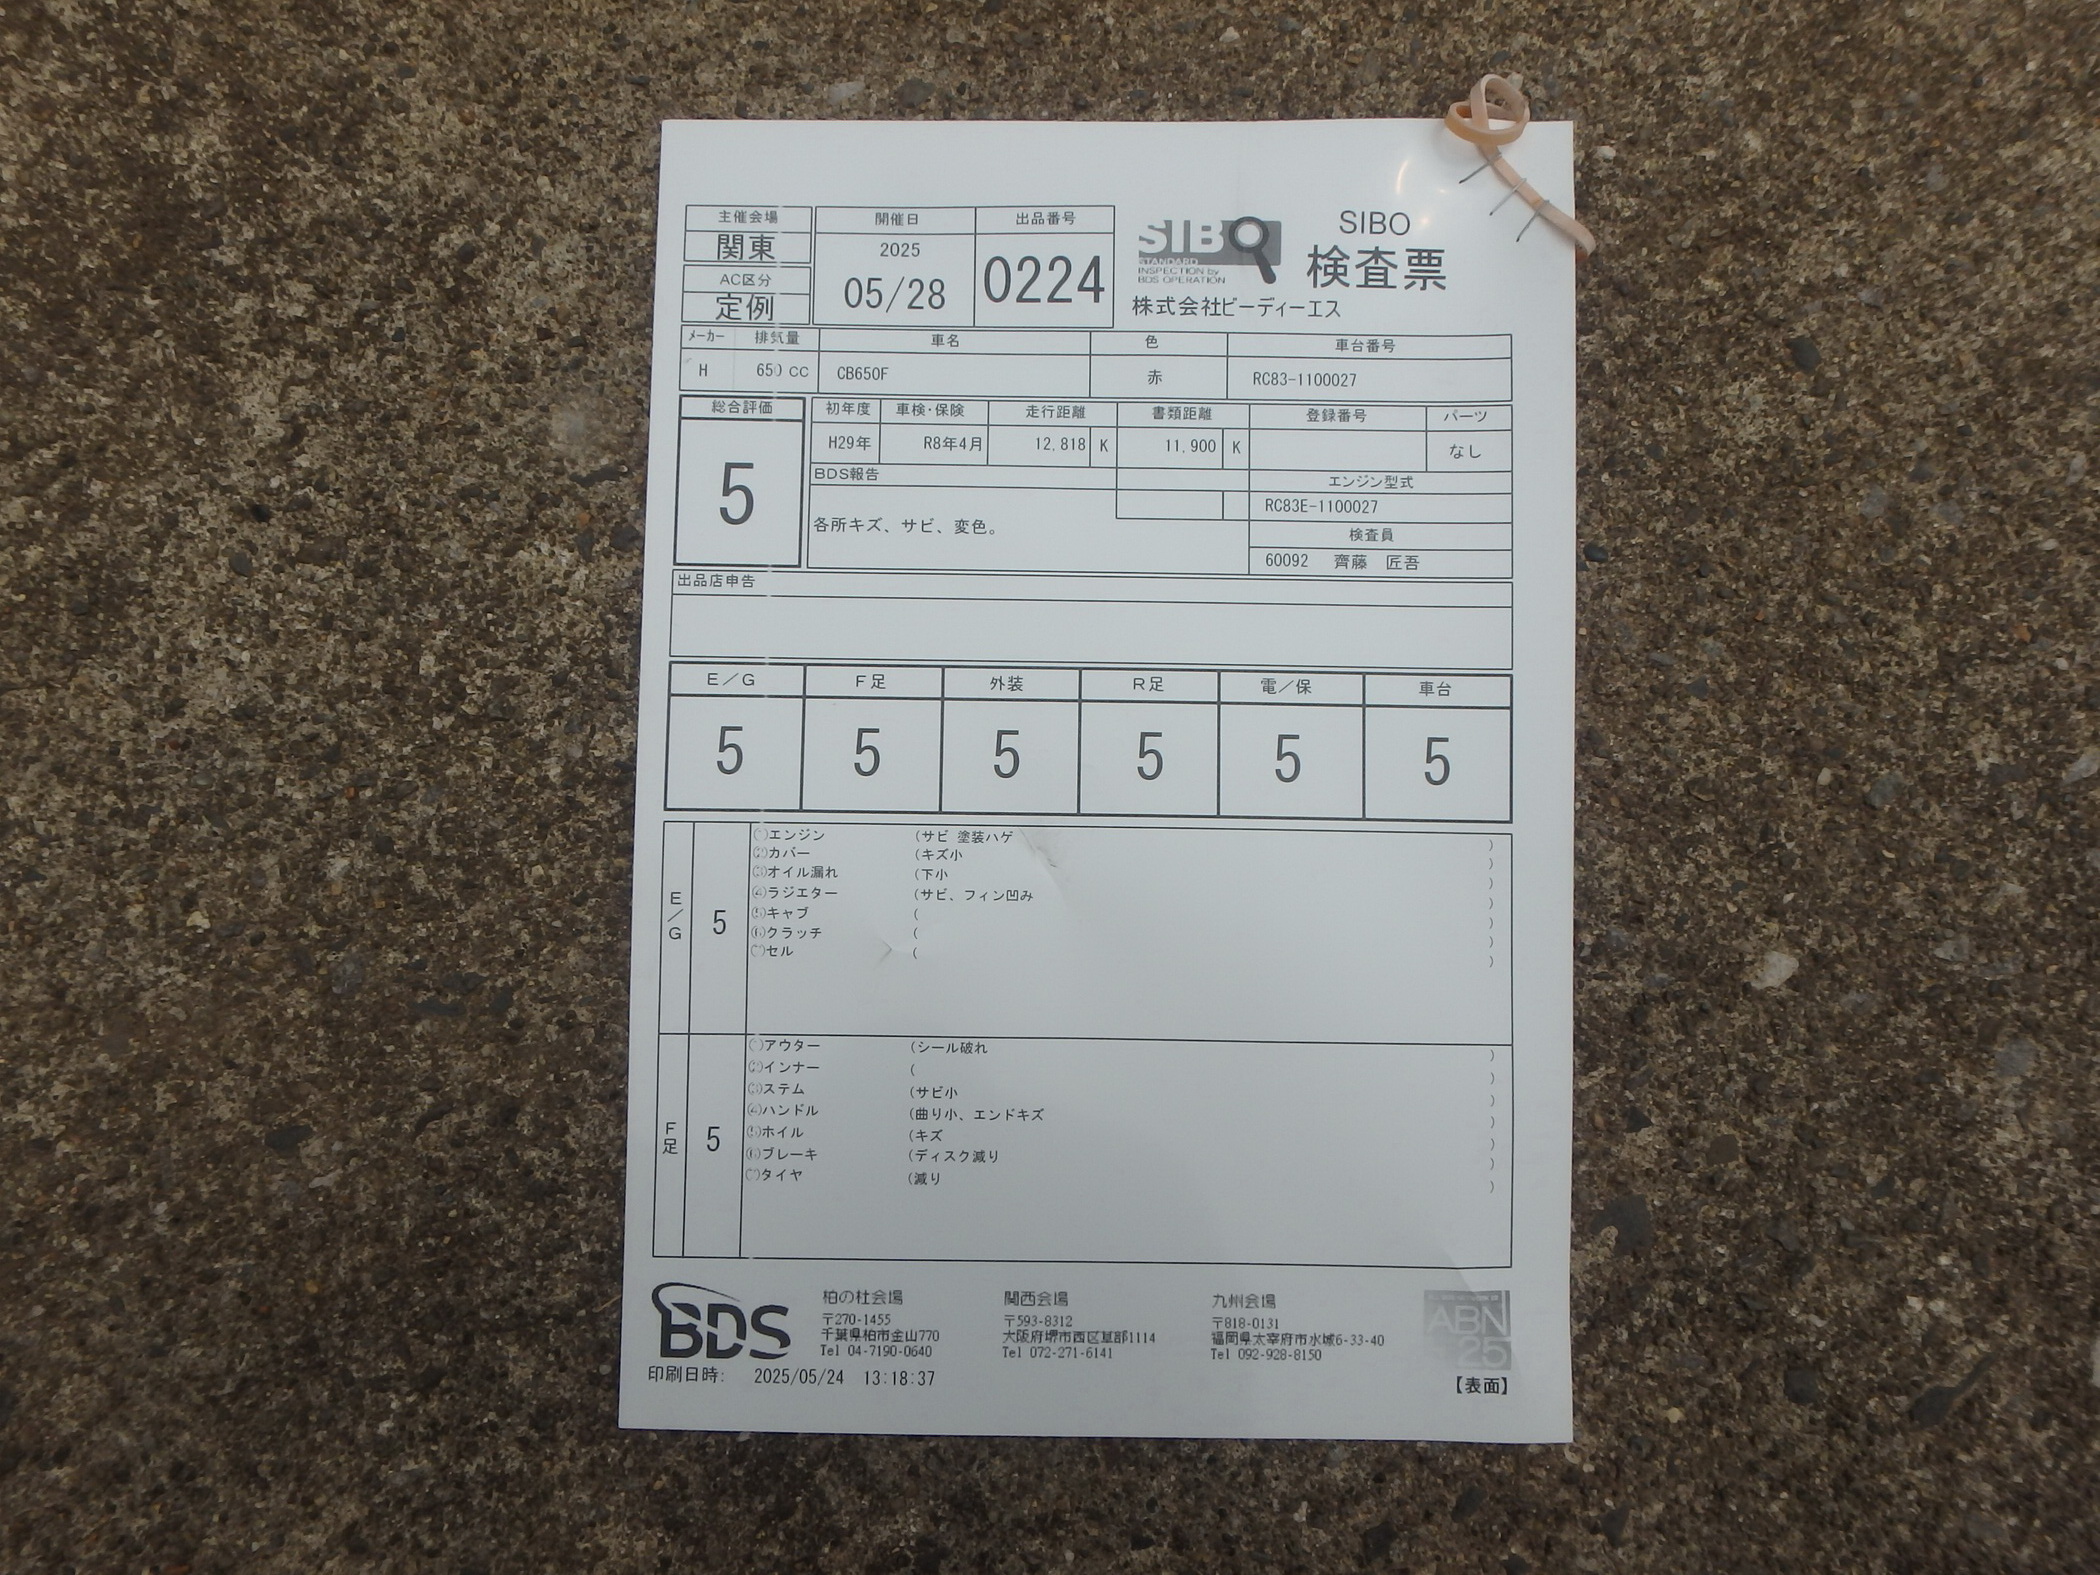 主催会場 開催日 出品番号
関東 2025 05/28 0224
AC区分
定例
SIBO
STANDARD
INSPECTION by
BDS OPERATION
SIBO
検査票
株式会社ビーディーエス
メーカー 排気量 車名 色 車台番号
H 650 cc CB650F 赤 RC83-1100027
総合評価 初年度 車検・保険 走行距離 書類距離 登録番号 パーツ
5 H29年 R8年4月 12,818 K 11,900 K なし
BDS報告 エンジン型式
RC83E-1100027
各所キズ、サビ、変色。
検査員
60092 齊藤 匠吾
出品店申告
E/G F足 外装 R足 電/保 車台
5 5 5 5 5 5
E/G 5
①エンジン (サビ 塗装ハゲ )
②カバー (キズ小 )
③オイル漏れ (下小 )
④ラジエター (サビ、フィン凹み )
⑤キャブ ( )
⑥クラッチ ( )
⑦セル ( )
F足 5
①アウター (シール破れ )
②インナー ( )
③ステム (サビ小 )
④ハンドル (曲り小、エンドキズ )
⑤ホイル (キズ )
⑥ブレーキ (ディスク減り )
⑦タイヤ (減り )
BDS
柏の杜会場
〒270-1455
千葉県柏市金山770
Tel 04-7190-0640
関西会場
〒593-8312
大阪府堺市西区草部1114
Tel 072-271-6141
九州会場
〒818-0131
福岡県太宰府市水城6-33-40
Tel 092-928-8150
ABN
25
印刷日時: 2025/05/24 13:18:37
【表面】